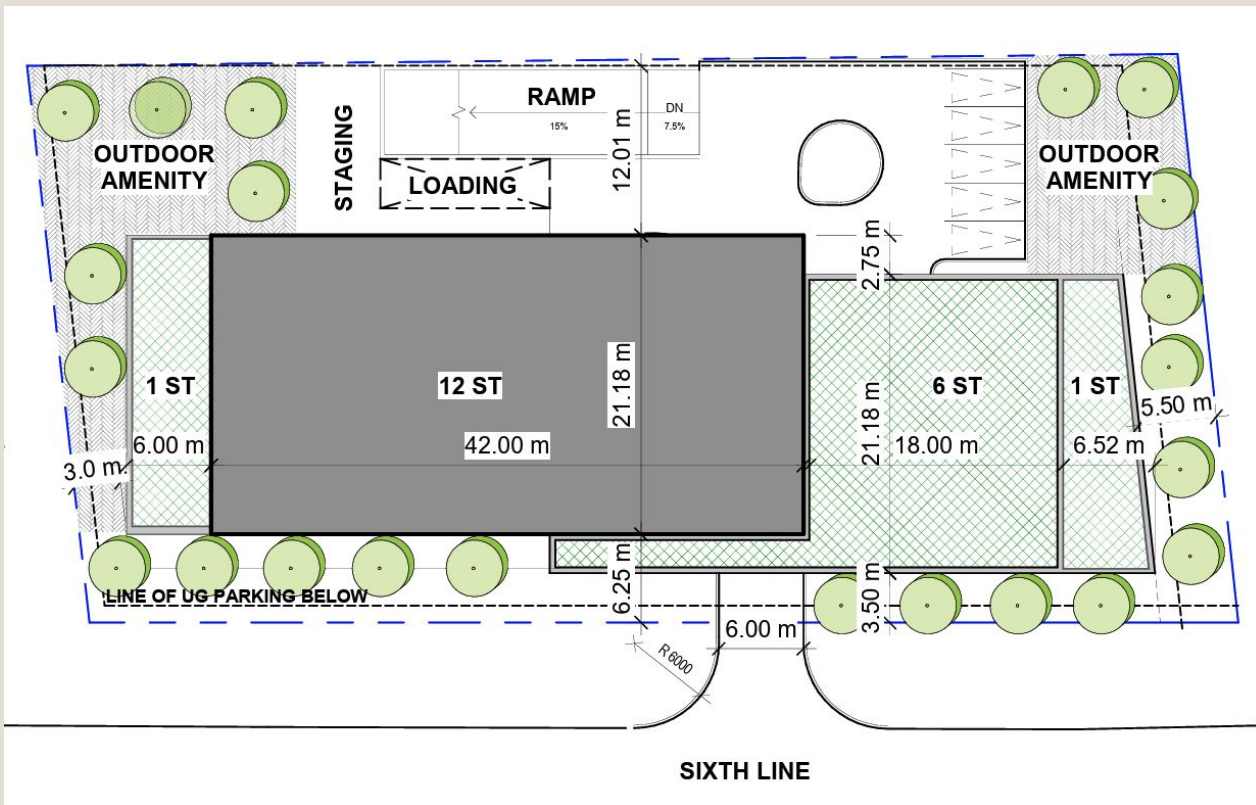 RAMP
DN
15%
7.5%
12.01 m
STAGING
OUTDOOR
AMENITY
LOADING
OUTDOOR
AMENITY
2.75 m
1 ST
12 ST
21.18 m
6 ST
1 ST
21.18 m
5.50 m
6.00 m
42.00 m
18.00 m
6.52 m
3.0 m
6.25 m
3.50 m
LINE OF UG PARKING BELOW
6.00 m
R 6000
SIXTH LINE